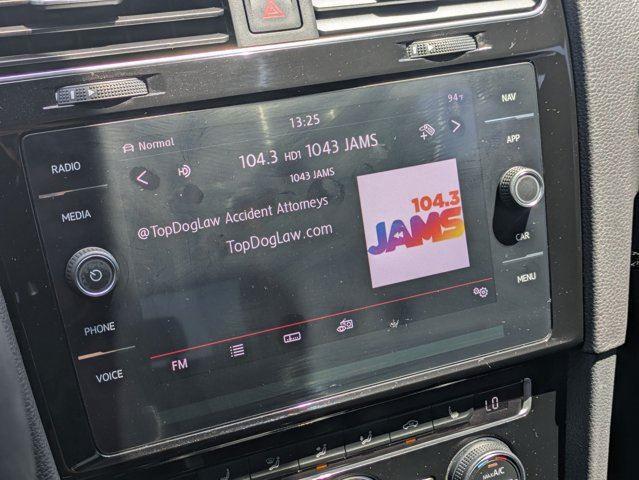 13:25
94°F
Normal
104.3 HD1 1043 JAMS
1043 JAMS
@TopDogLaw Accident Attorneys
TopDogLaw.com
104.3
JAMS
FM
RADIO
MEDIA
PHONE
VOICE
NAV
APP
CAR
MENU
LO
MAX A/C